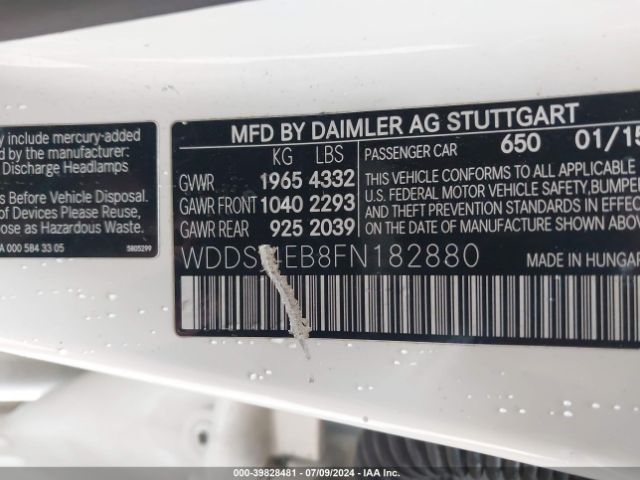 y include mercury-added
d by the manufacturer:
Discharge Headlamps
s Before Vehicle Disposal.
of Devices Please Reuse,
ose as Hazardous Waste.
A 000 584 33 05
5805299
MFD BY DAIMLER AG STUTTGART
KG LBS
GVWR 1965 4332
GAWR FRONT 1040 2293
GAWR REAR 925 2039
PASSENGER CAR 650 01/15
THIS VEHICLE CONFORMS TO ALL APPLICABLE
U.S. FEDERAL MOTOR VEHICLE SAFETY, BUMPE
THEFT PREVENTION STANDARDS IN EFFEC
DATE OF MANUFACTURE SHOWN ABOVE.
WDDS EB8FN182880
MADE IN HUNGAR
000-39828481 - 07/09/2024 - IAA Inc.